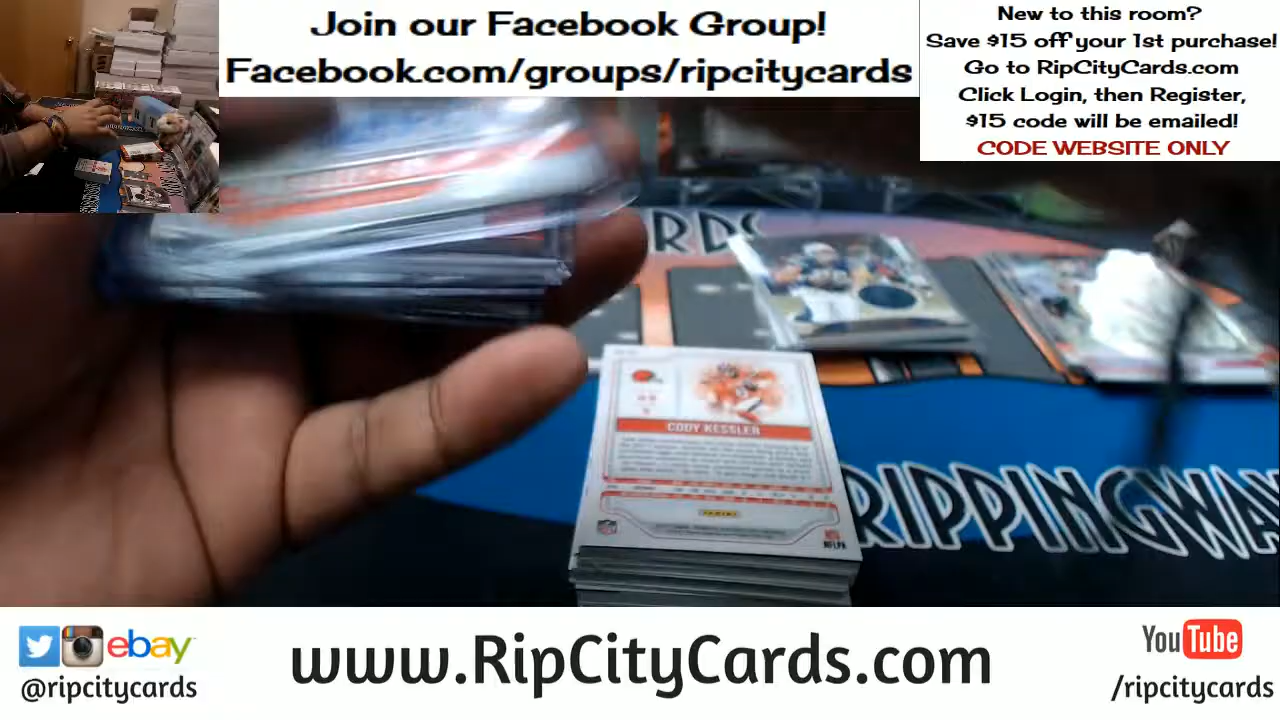 Join our Facebook Group!
Facebook.com/groups/ripcitycards
New to this room?
Save $15 off your 1st purchase!
Go to RipCityCards.com
Click Login, then Register,
$15 code will be emailed!
CODE WEBSITE ONLY
RDS
CODY KESSLER
PANINI
NFLPA
RIPPINGWA
ebay
@ripcitycards
www.RipCityCards.com
YouTube
/ripcitycards